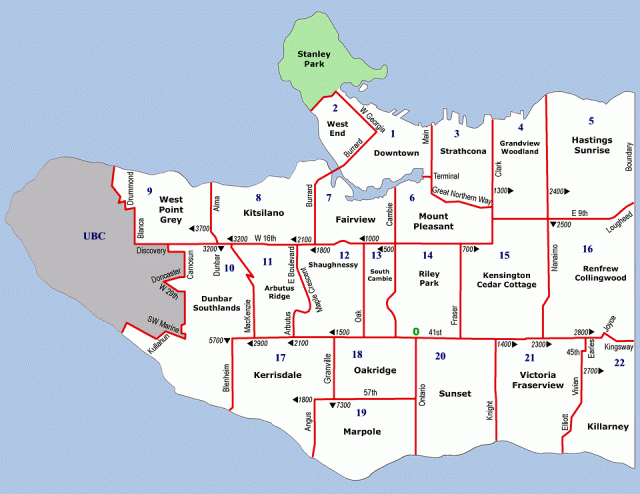 Stanley
Park
2
West
End
W Georgia
Burrard
1
Downtown
Main
3
Strathcona
Terminal
Great Northern Way
4
Grandview
Woodland
Clark
1300
5
Hastings
Sunrise
Boundary
2400
E 9th
Lougheed
UBC
Drummond
9
West
Point
Grey
Blanca
3700
Alma
8
Kitsilano
3200
W 16th
2100
Burrard
7
Fairview
1000
Cambie
6
Mount
Pleasant
Discovery
Camosun
Doncaster
W 29th
SW Marine
Kullahun
3200
Dunbar
10
Dunbar
Southlands
5700
MacKenzie
11
Arbutus
Ridge
Arbutus
E Boulevard
Maple Crescent
1800
12
Shaughnessy
1500
Oak
13
South
Cambie
500
14
Riley
Park
0
41st
Fraser
700
15
Kensington
Cedar Cottage
2500
Nanaimo
16
Renfrew
Collingwood
2800
Joyce
Kingsway
Blenheim
2900
2100
17
Kerrisdale
1800
Granville
18
Oakridge
57th
Angus
7300
19
Marpole
Ontario
20
Sunset
Knight
1400
2300
21
Victoria
Fraserview
Elliott
Vivian
45th
Earles
2700
22
Killarney